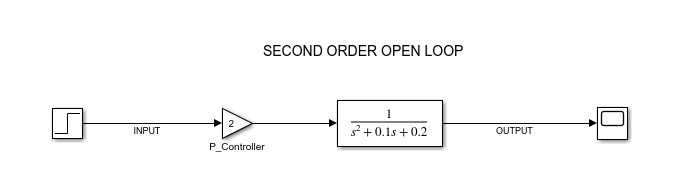 SECOND ORDER OPEN LOOP
INPUT
2
P_Controller
1
s² + 0.1s + 0.2
OUTPUT